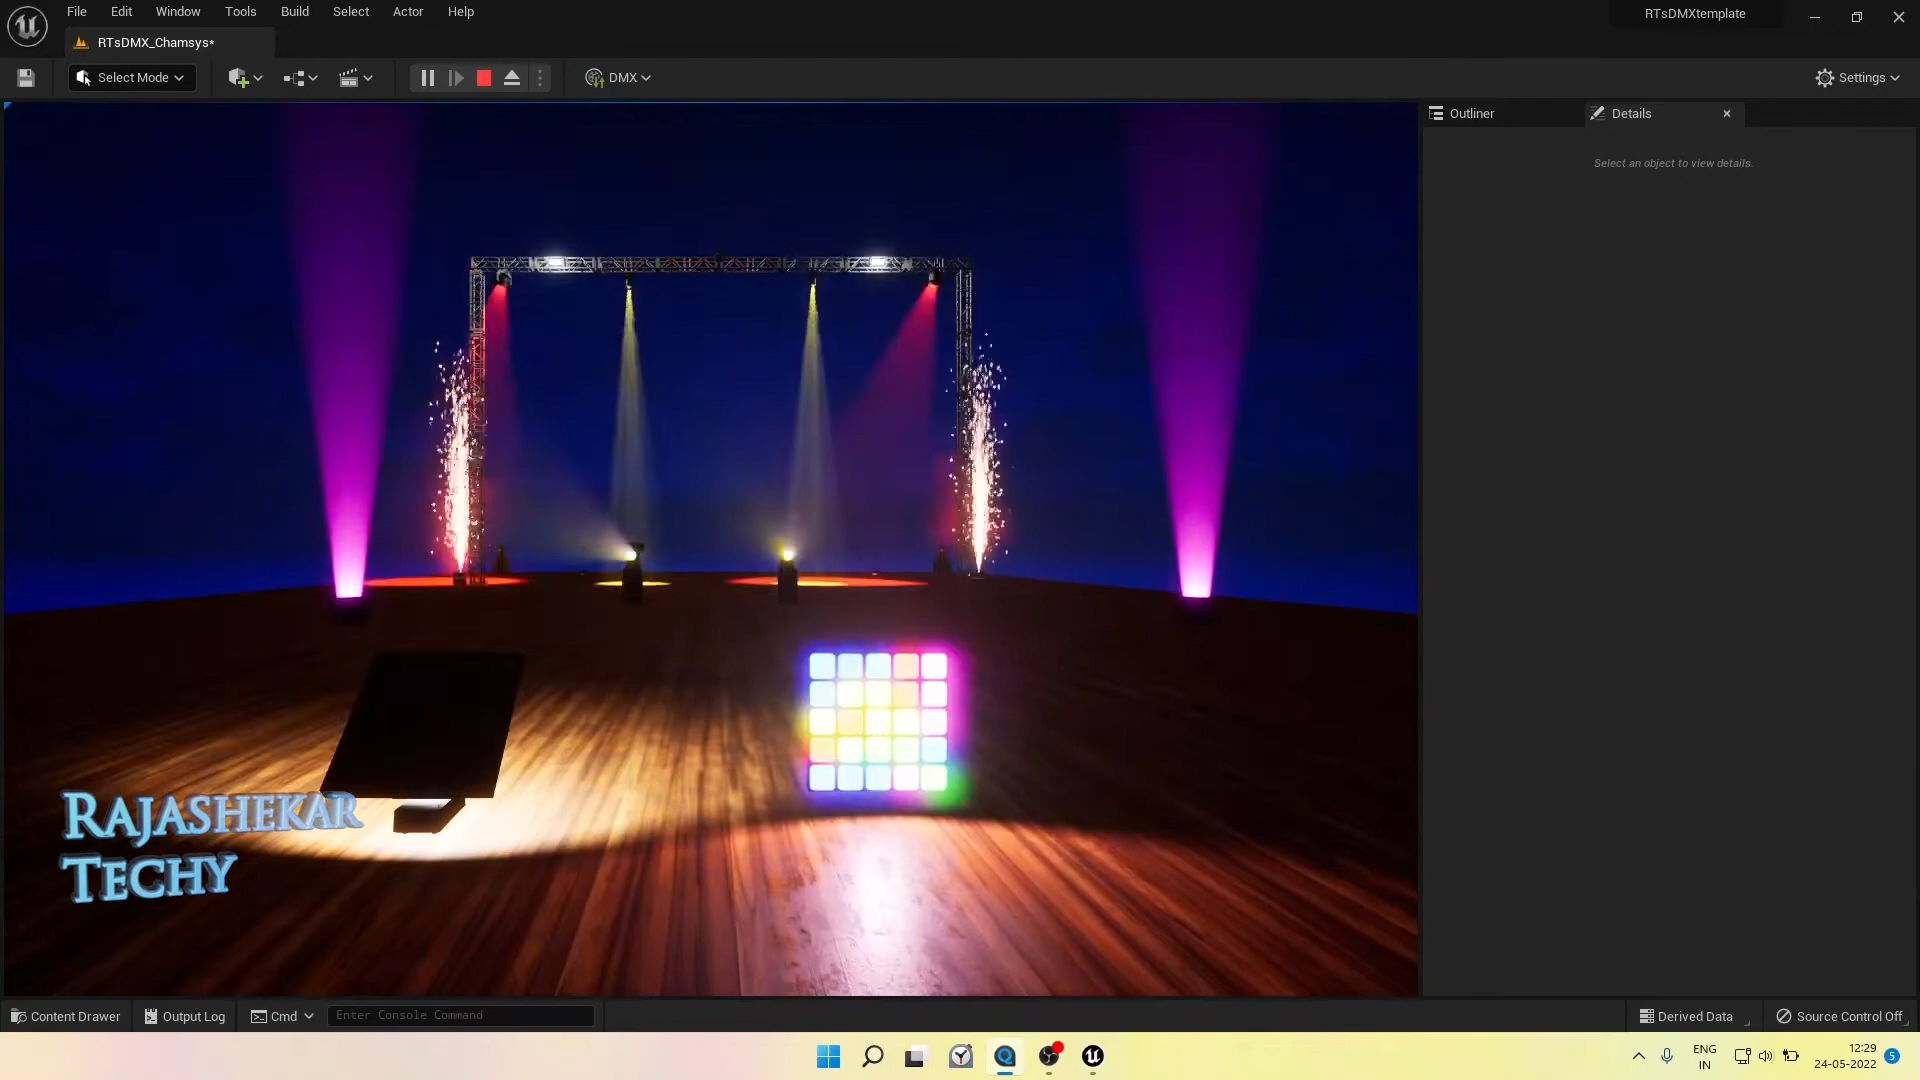 File Edit Window Tools Build Select Actor Help
RTsDMXtemplate
RTsDMX_Chamsys*
Select Mode
DMX
Settings
Outliner
Details
Select an object to view details.
Rajashekar
Techy
Content Drawer
Output Log
Cmd
Enter Console Command
Derived Data
Source Control Off
ENG
IN
12:29
24-05-2022
5